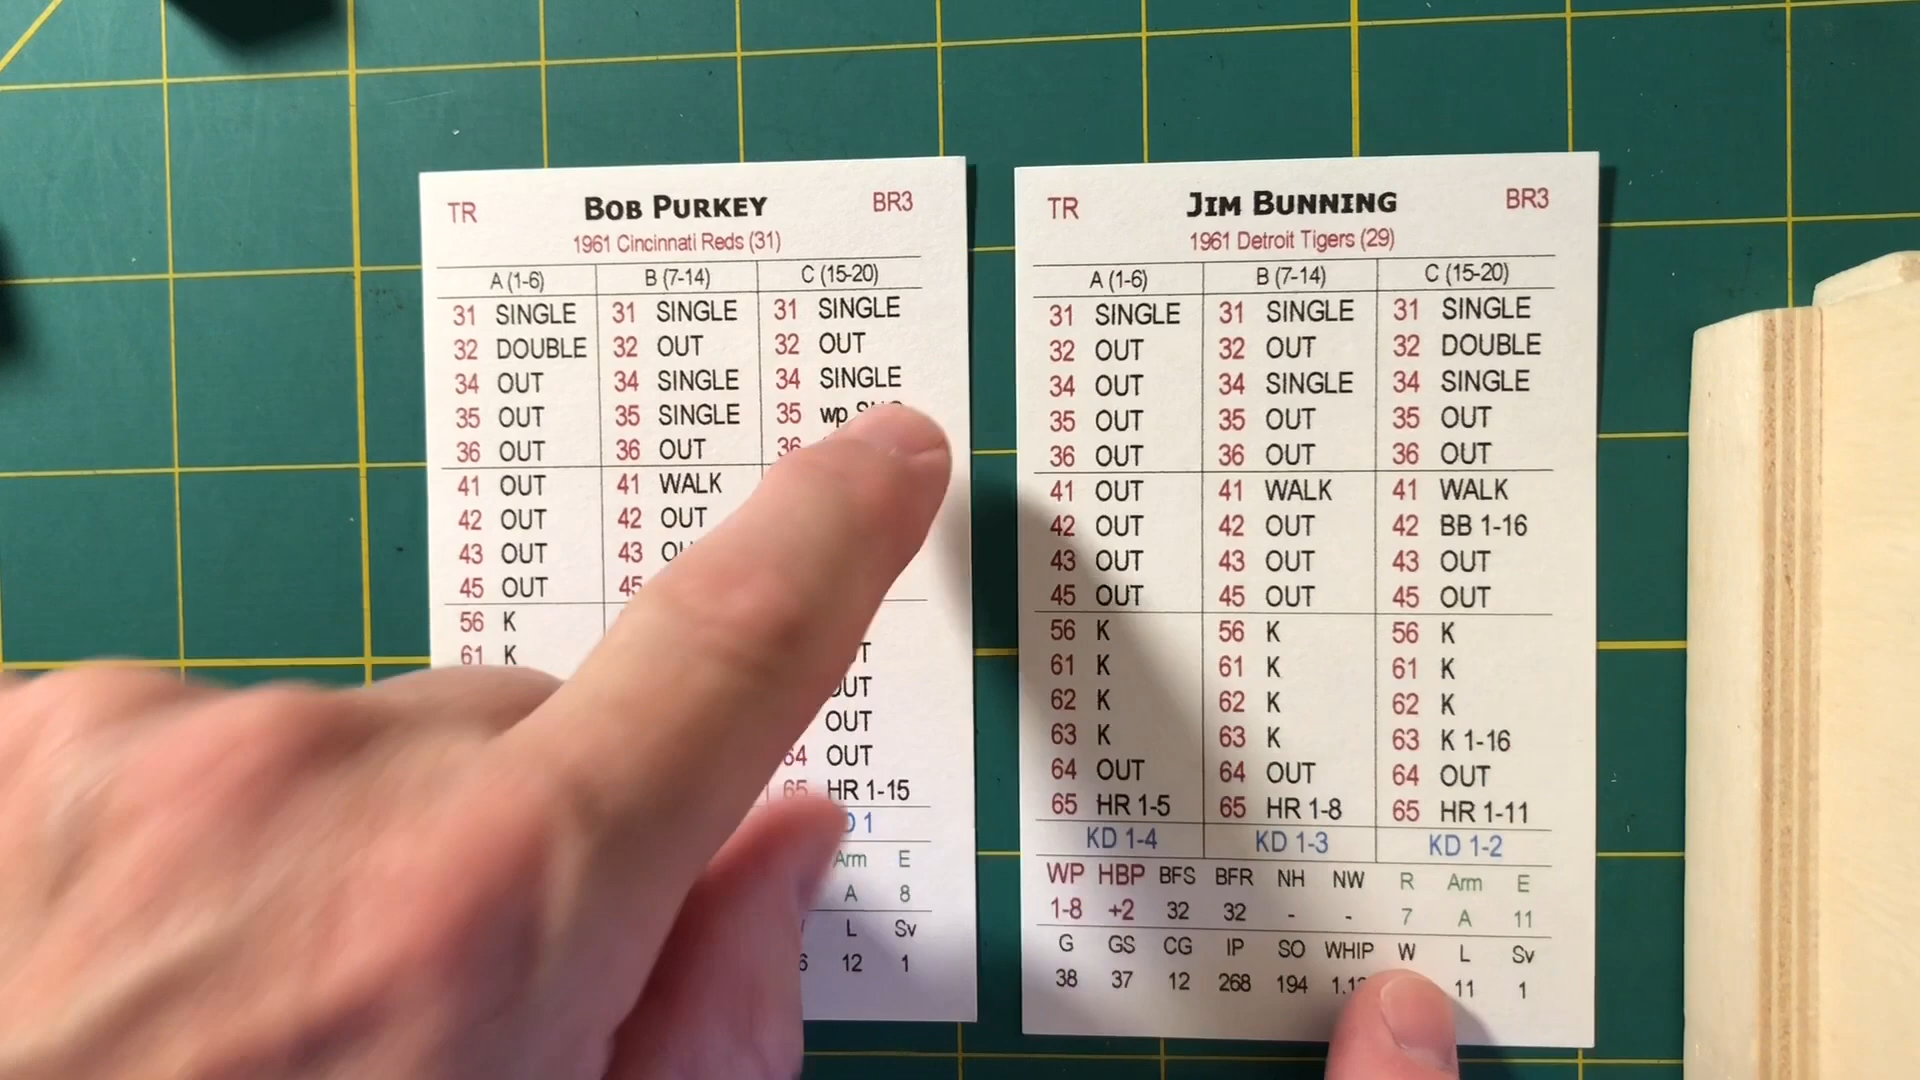 TR BOB PURKEY BR3
1961 Cincinnati Reds (31)
A (1-6) B (7-14) C (15-20)
31 SINGLE 31 SINGLE 31 SINGLE
32 DOUBLE 32 OUT 32 OUT
34 OUT 34 SINGLE 34 SINGLE
35 OUT 35 SINGLE 35 wp
36 OUT 36 OUT 36
41 OUT 41 WALK
42 OUT 42 OUT
43 OUT 43
45 OUT 45
56 K
61 K
OUT
OUT
64 OUT
65 HR 1-15
Arm E
A 8
L Sv
12 1
TR JIM BUNNING BR3
1961 Detroit Tigers (29)
A (1-6) B (7-14) C (15-20)
31 SINGLE 31 SINGLE 31 SINGLE
32 OUT 32 OUT 32 DOUBLE
34 OUT 34 SINGLE 34 SINGLE
35 OUT 35 OUT 35 OUT
36 OUT 36 OUT 36 OUT
41 OUT 41 WALK 41 WALK
42 OUT 42 OUT 42 BB 1-16
43 OUT 43 OUT 43 OUT
45 OUT 45 OUT 45 OUT
56 K 56 K 56 K
61 K 61 K 61 K
62 K 62 K 62 K
63 K 63 K 63 K 1-16
64 OUT 64 OUT 64 OUT
65 HR 1-5 65 HR 1-8 65 HR 1-11
KD 1-4 KD 1-3 KD 1-2
WP HBP BFS BFR NH NW R Arm E
1-8 +2 32 32 - - 7 A 11
G GS CG IP SO WHIP W L Sv
38 37 12 268 194 11 1